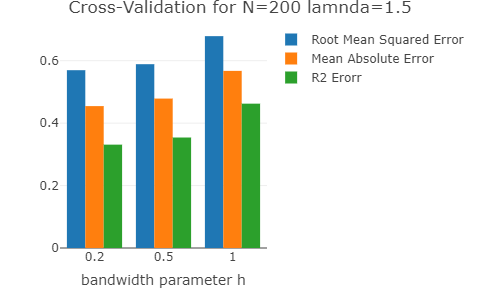 Cross-Validation for N=200 lamnda=1.5
Root Mean Squared Error
Mean Absolute Error
R2 Erorr
0.6
0.4
0.2
0
0.2 0.5 1
bandwidth parameter h